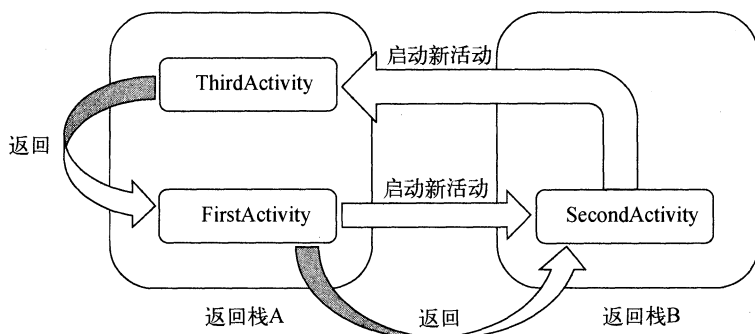 启动新活动
ThirdActivity
返回
启动新活动
FirstActivity
SecondActivity
返回栈A
返回
返回栈B